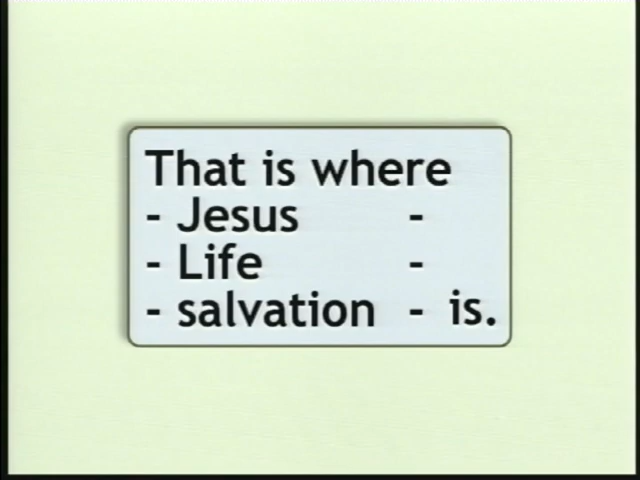 That is where
- Jesus -
- Life -
- salvation - is.